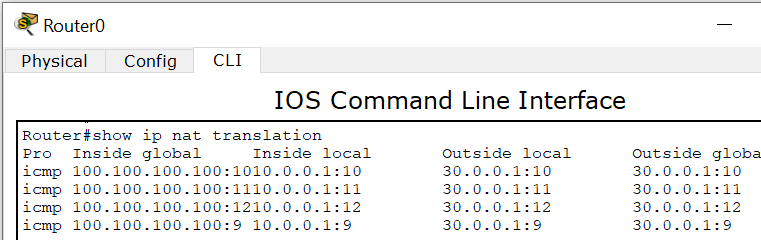 Router0
Physical Config CLI
IOS Command Line Interface
Router#show ip nat translation
Pro Inside global Inside local Outside local Outside globa
icmp 100.100.100.100:1010.0.0.1:10 30.0.0.1:10 30.0.0.1:10
icmp 100.100.100.100:1110.0.0.1:11 30.0.0.1:11 30.0.0.1:11
icmp 100.100.100.100:1210.0.0.1:12 30.0.0.1:12 30.0.0.1:12
icmp 100.100.100.100:9 10.0.0.1:9 30.0.0.1:9 30.0.0.1:9